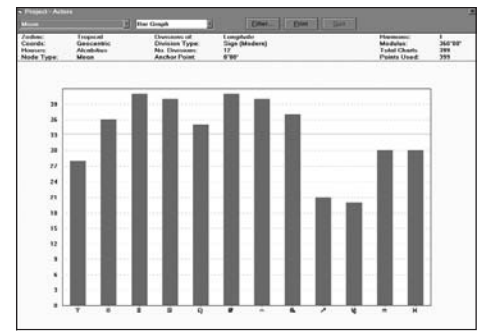 Project - Actors
Moon Bar Graph Print
Zodiac: Tropical Divisions of: Longitude Harmonic: 1
Coords: Geocentric Division Type: Sign (Modern) Modulus: 360°00'
Houses: Alcabitius No. Divisions: 12 Total Charts: 399
Node Type: Mean Anchor Point: 0°00' Points Used: 399
39
36
33
30
27
24
21
18
15
12
9
6
3
0
♈ ♉ ♊ ♋ ♌ ♍ ♎ ♏ ♐ ♑ ♒ ♓